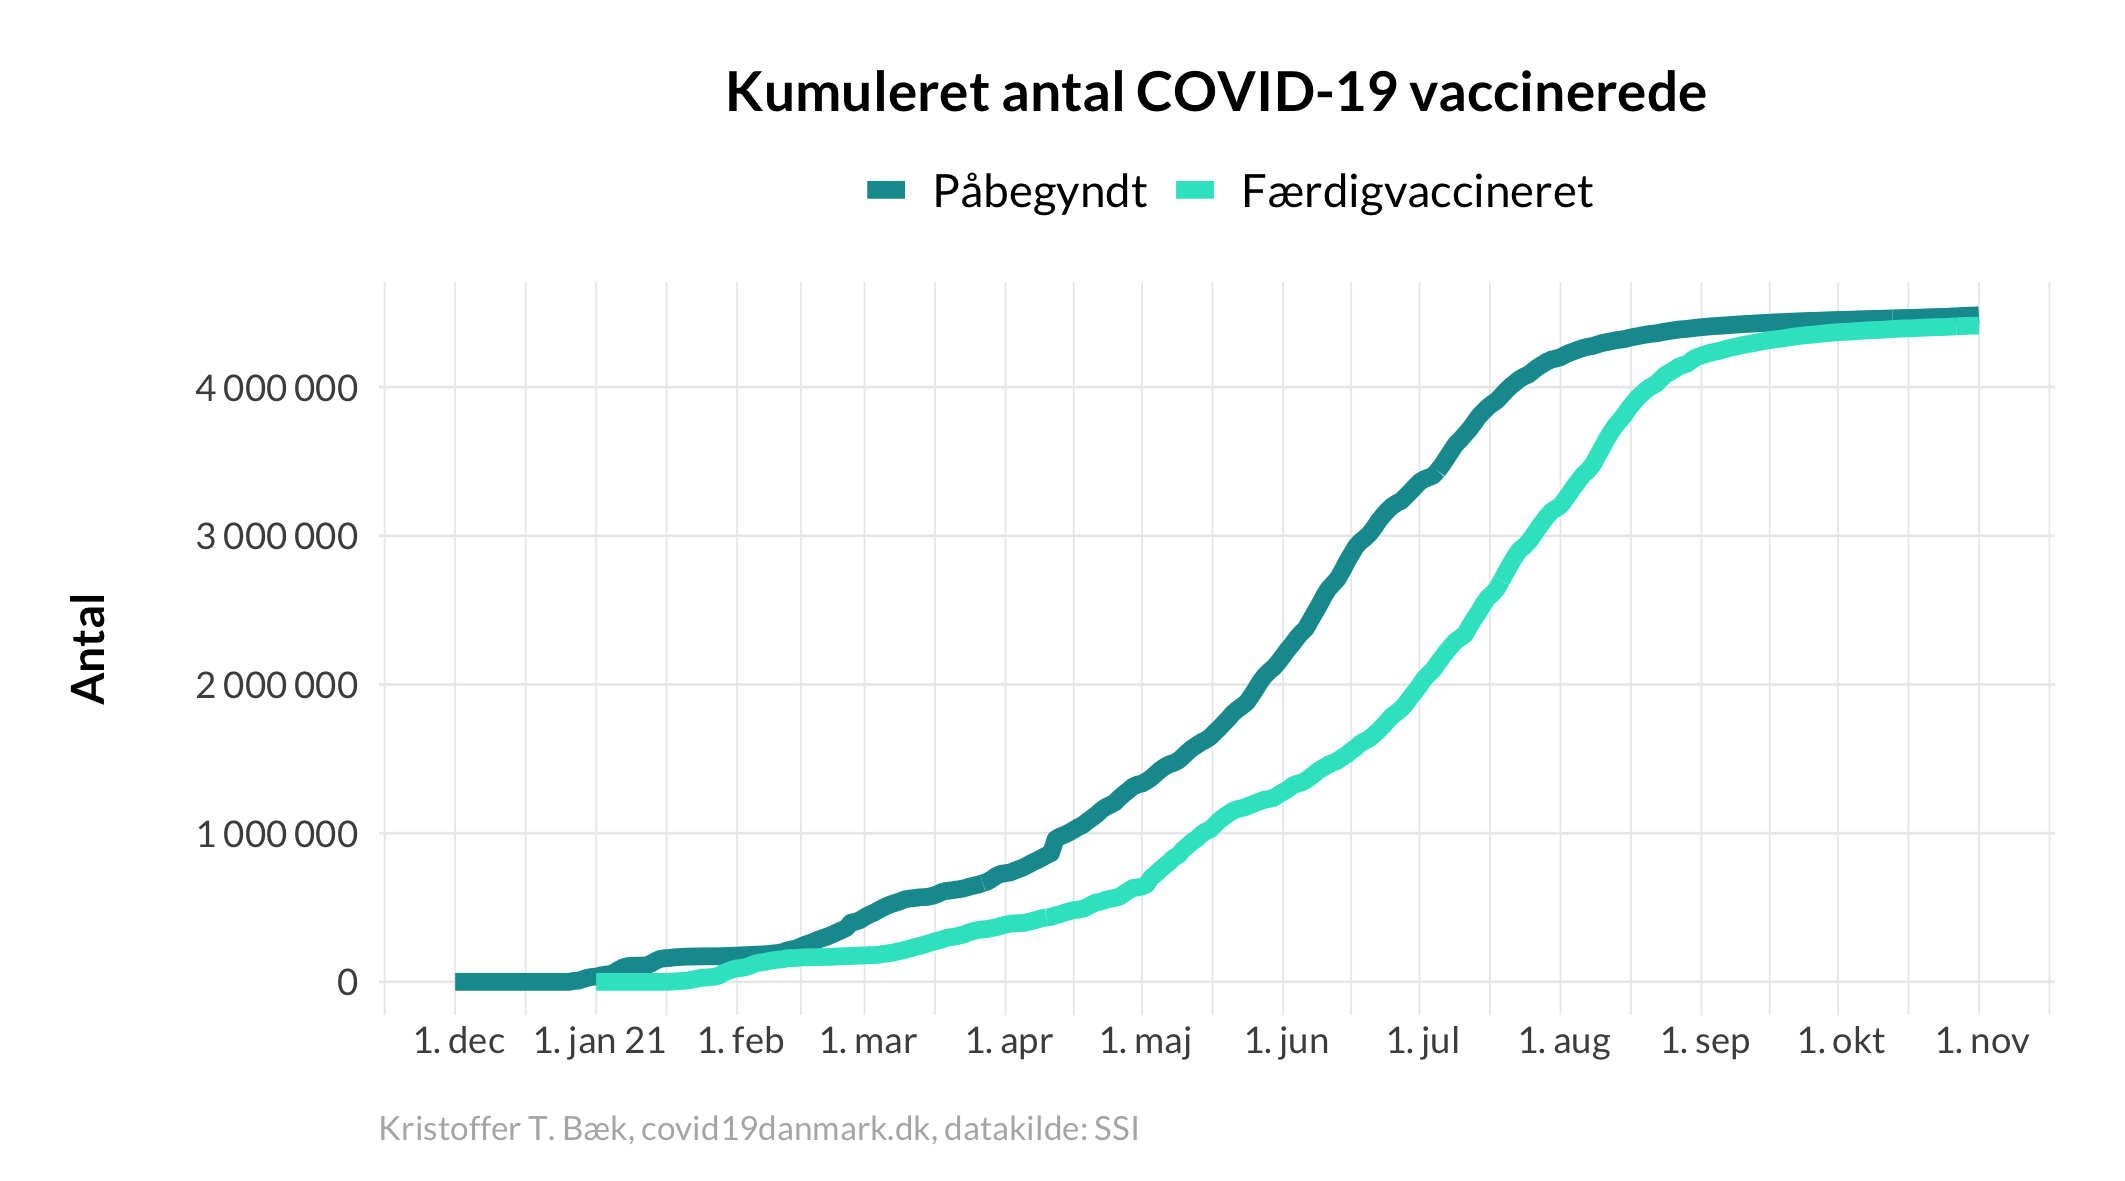 Kumuleret antal COVID-19 vaccinerede
Påbegyndt Færdigvaccineret
Antal
4 000 000
3 000 000
2 000 000
1 000 000
0
1. dec 1. jan 21 1. feb 1. mar 1. apr 1. maj 1. jun 1. jul 1. aug 1. sep 1. okt 1. nov
Kristoffer T. Bæk, covid19danmark.dk, datakilde: SSI